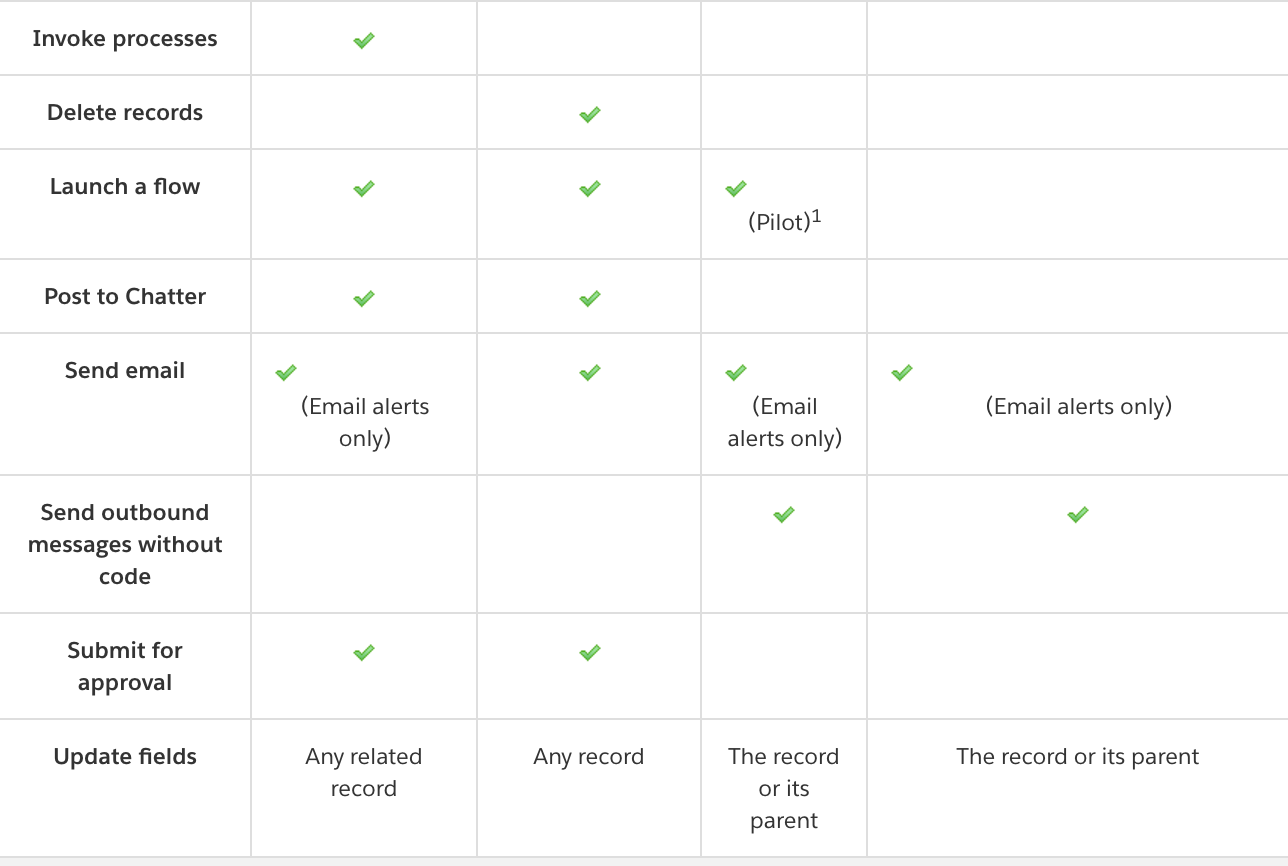 Invoke processes
Delete records
Launch a flow
(Pilot)1
Post to Chatter
Send email
(Email alerts
only)
(Email
alerts only)
(Email alerts only)
Send outbound
messages without
code
Submit for
approval
Update fields
Any related
record
Any record
The record
or its
parent
The record or its parent